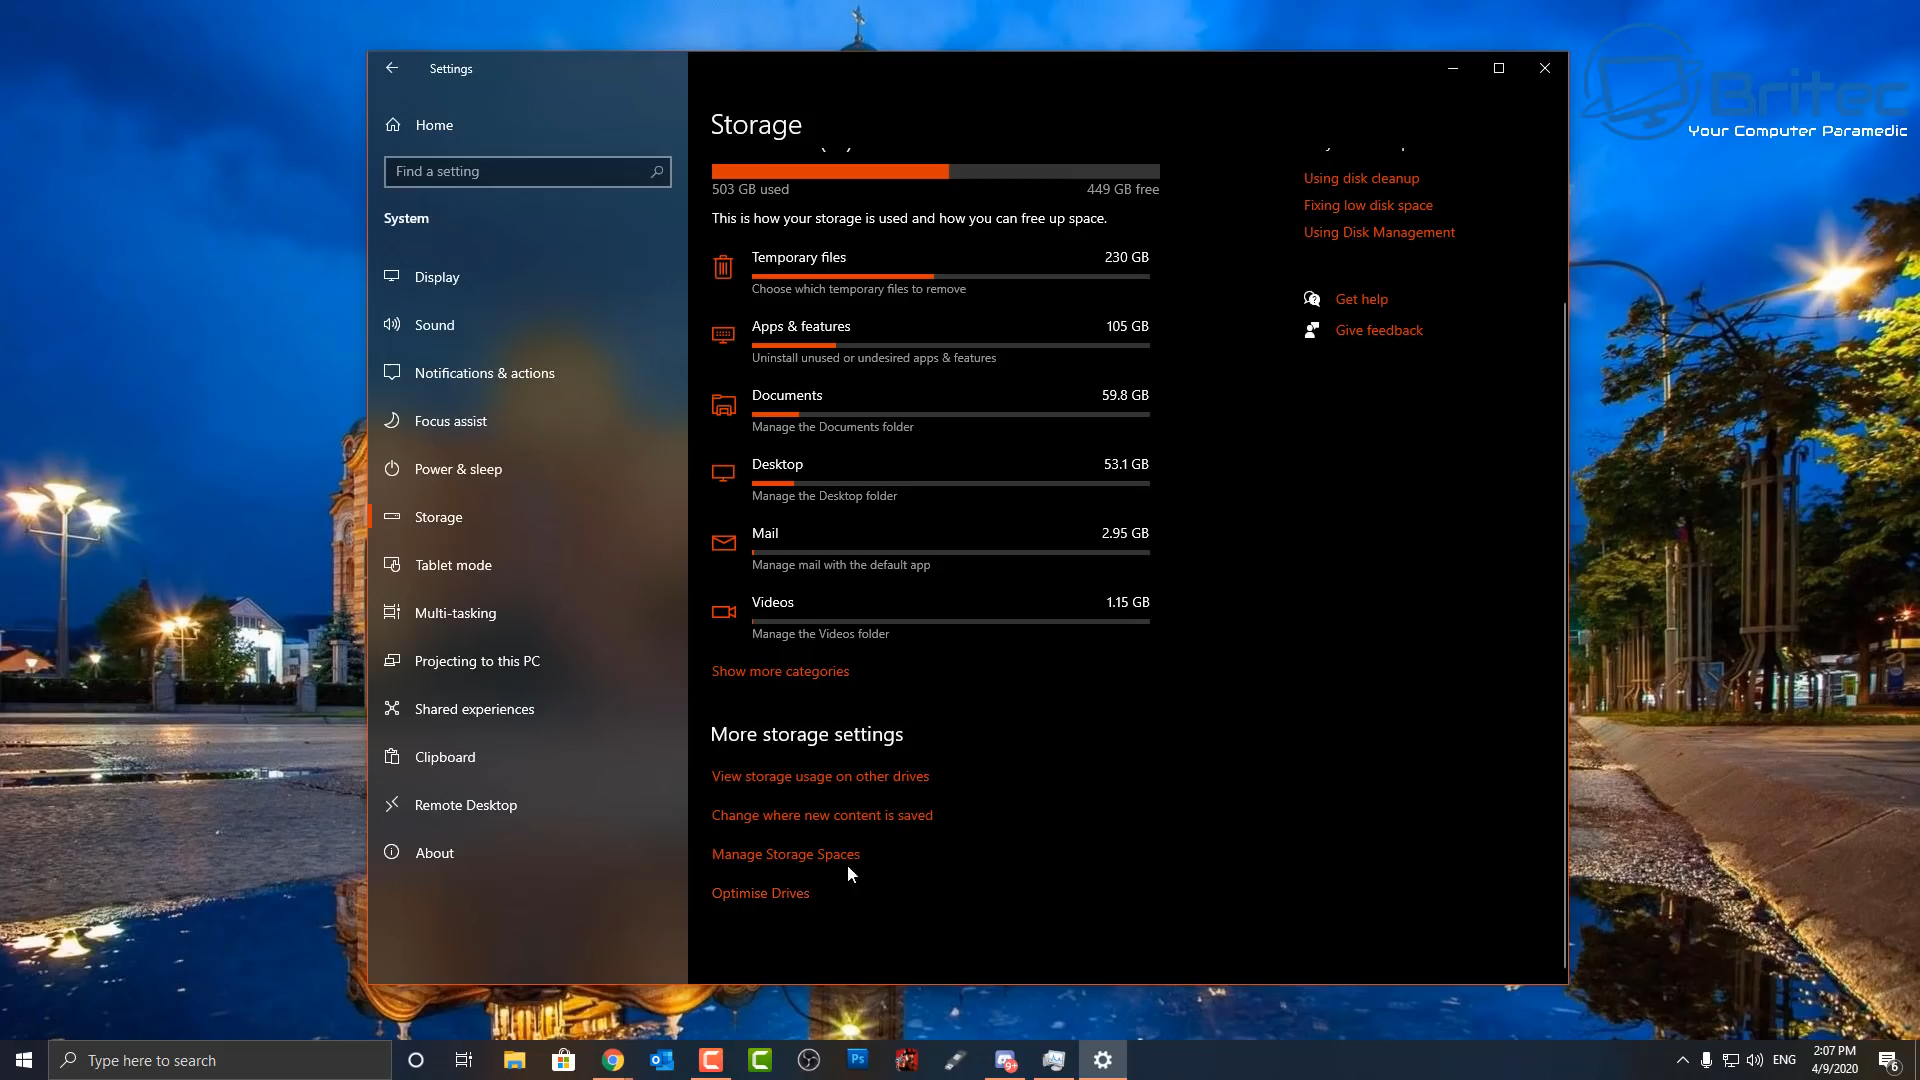 Settings
Home
Find a setting
System
Display
Sound
Notifications & actions
Focus assist
Power & sleep
Storage
Tablet mode
Multi-tasking
Projecting to this PC
Shared experiences
Clipboard
Remote Desktop
About
Storage
503 GB used
449 GB free
This is how your storage is used and how you can free up space.
Temporary files
230 GB
Choose which temporary files to remove
Apps & features
105 GB
Uninstall unused or undesired apps & features
Documents
59.8 GB
Manage the Documents folder
Desktop
53.1 GB
Manage the Desktop folder
Mail
2.95 GB
Manage mail with the default app
Videos
1.15 GB
Manage the Videos folder
Show more categories
More storage settings
View storage usage on other drives
Change where new content is saved
Manage Storage Spaces
Optimise Drives
Using disk cleanup
Fixing low disk space
Using Disk Management
Get help
Give feedback
Britec
Your Computer Paramedic
Type here to search
Ps
9+
ENG
2:07 PM
4/9/2020
6